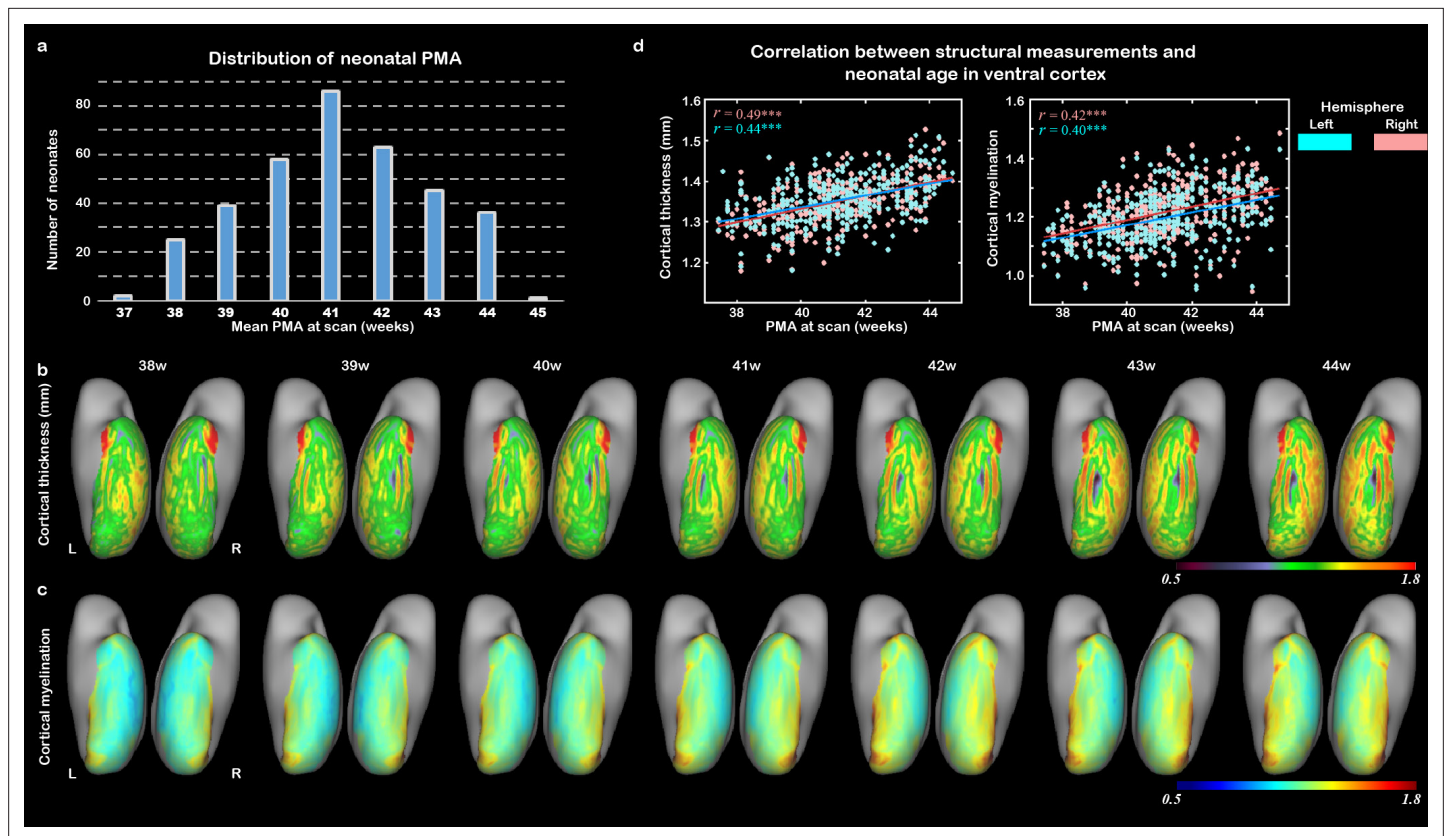 a
Distribution of neonatal PMA
Number of neonates
80
60
40
20
0
37 38 39 40 41 42 43 44 45
Mean PMA at scan (weeks)
d
Correlation between structural measurements and
neonatal age in ventral cortex
Cortical thickness (mm)
1.6
1.5
1.4
1.3
1.2
r = 0.49***
r = 0.44***
38 40 42 44
PMA at scan (weeks)
Cortical myelination
1.6
1.4
1.2
1.0
r = 0.42***
r = 0.40***
38 40 42 44
PMA at scan (weeks)
Hemisphere
Left Right
b
38w 39w 40w 41w 42w 43w 44w
Cortical thickness (mm)
L R
0.5 1.8
c
Cortical myelination
L R
0.5 1.8